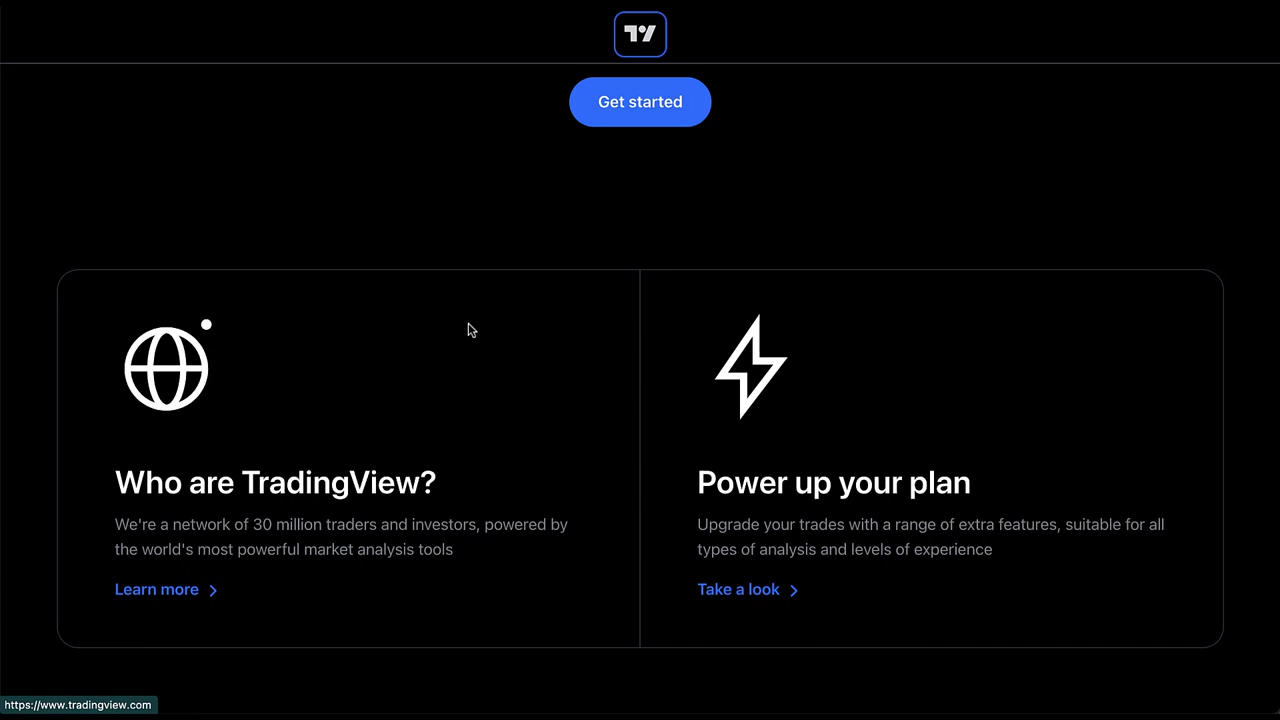 TV
Get started
Who are TradingView?
We're a network of 30 million traders and investors, powered by
the world's most powerful market analysis tools
Learn more
Power up your plan
Upgrade your trades with a range of extra features, suitable for all
types of analysis and levels of experience
Take a look
https://www.tradingview.com